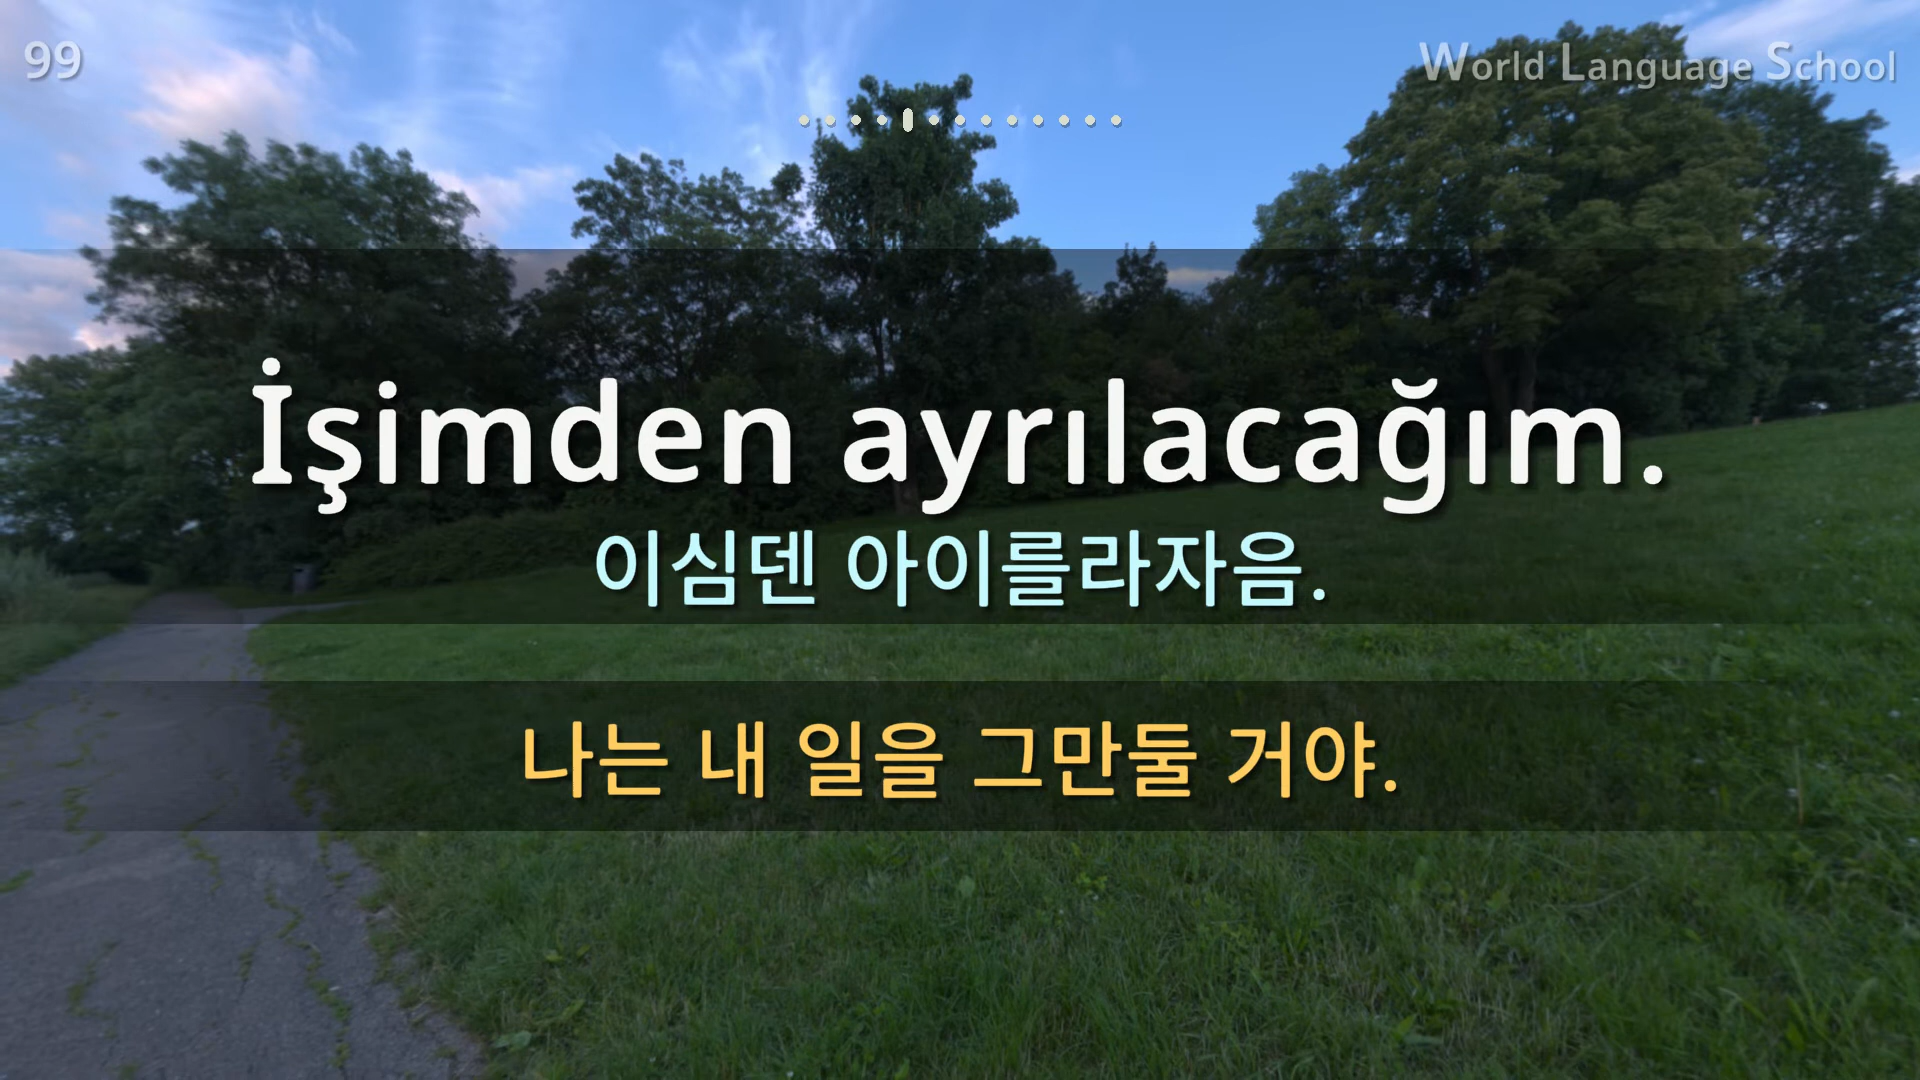 99
World Language School
İşimden ayrılacağım.
이심덴 아이를라자음.
나는 내 일을 그만둘 거야.